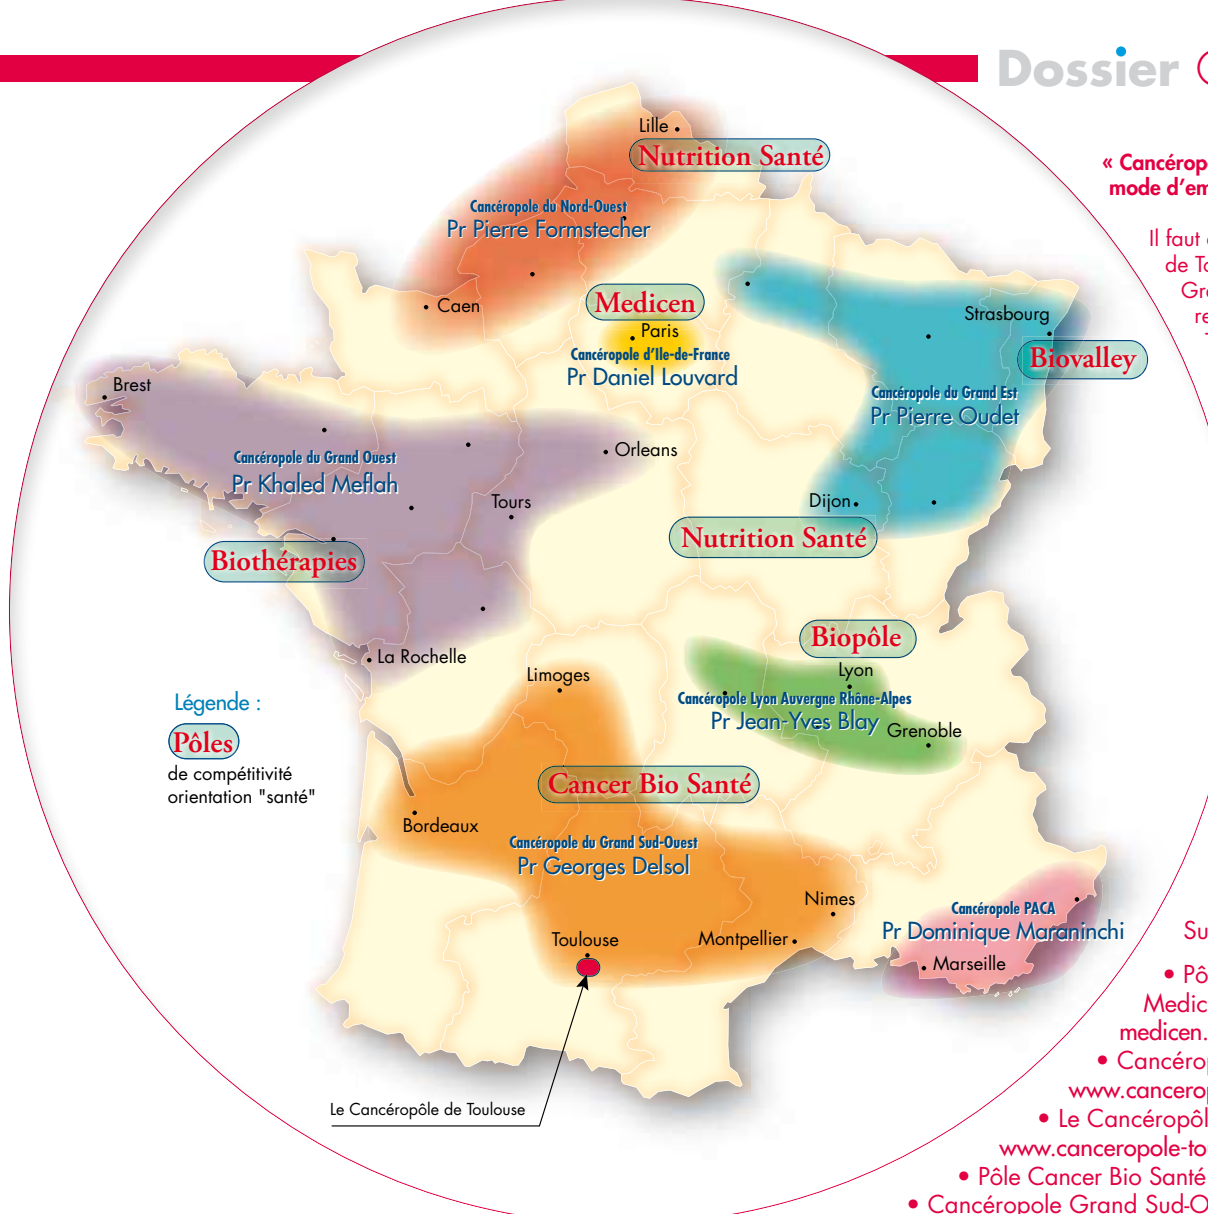 Dossier
« Cancérop
mode d'em
Il faut
de To
Gr
re
Lille
Nutrition Santé
Cancéropole du Nord-Ouest
Pr Pierre Formstecher
Caen
Medicen
Paris
Cancéropole d'Ile-de-France
Pr Daniel Louvard
Strasbourg
Biovalley
Cancéropole du Grand Est
Pr Pierre Oudet
Brest
Cancéropole du Grand Ouest
Pr Khaled Meflah
Orleans
Tours
Dijon
Nutrition Santé
Biothérapies
La Rochelle
Biopôle
Lyon
Cancéropole Lyon Auvergne Rhône-Alpes
Pr Jean-Yves Blay
Grenoble
Limoges
Légende :
Pôles
de compétitivité
orientation "santé"
Cancer Bio Santé
Bordeaux
Cancéropole du Grand Sud-Ouest
Pr Georges Delsol
Nimes
Montpellier
Toulouse
Cancéropole PACA
Pr Dominique Maraninchi
Marseille
Le Cancéropôle de Toulouse
Su
• Pô
Medic
medicen.
• Cancérop
www.cancerop
• Le Cancéropôl
www.canceropole-to
• Pôle Cancer Bio Santé
• Cancéropole Grand Sud-O